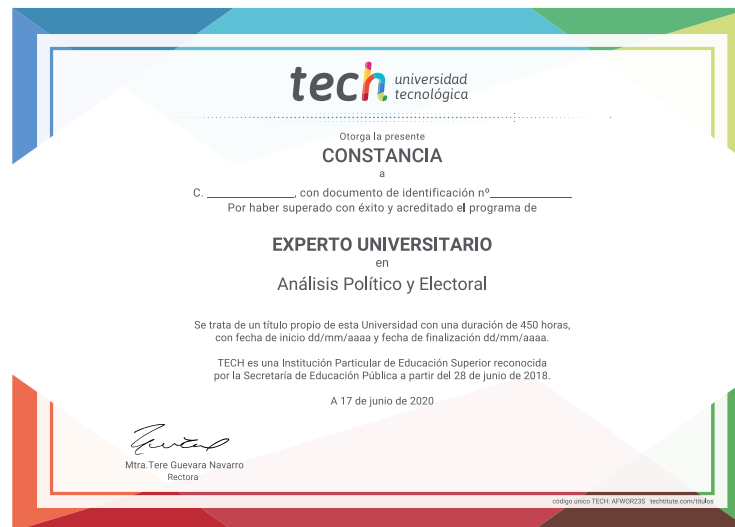 tech universidad
tecnológica
Otorga la presente
CONSTANCIA
a
C. ________________, con documento de identificación nº_______________
Por haber superado con éxito y acreditado el programa de
EXPERTO UNIVERSITARIO
en
Análisis Político y Electoral
Se trata de un título propio de esta Universidad con una duración de 450 horas,
con fecha de inicio dd/mm/aaaa y fecha de finalización dd/mm/aaaa.
TECH es una Institución Particular de Educación Superior reconocida
por la Secretaría de Educación Pública a partir del 28 de junio de 2018.
A 17 de junio de 2020
Mtra.Tere Guevara Navarro
Rectora
código único TECH: AFWOR23S techtitute.com/titulos